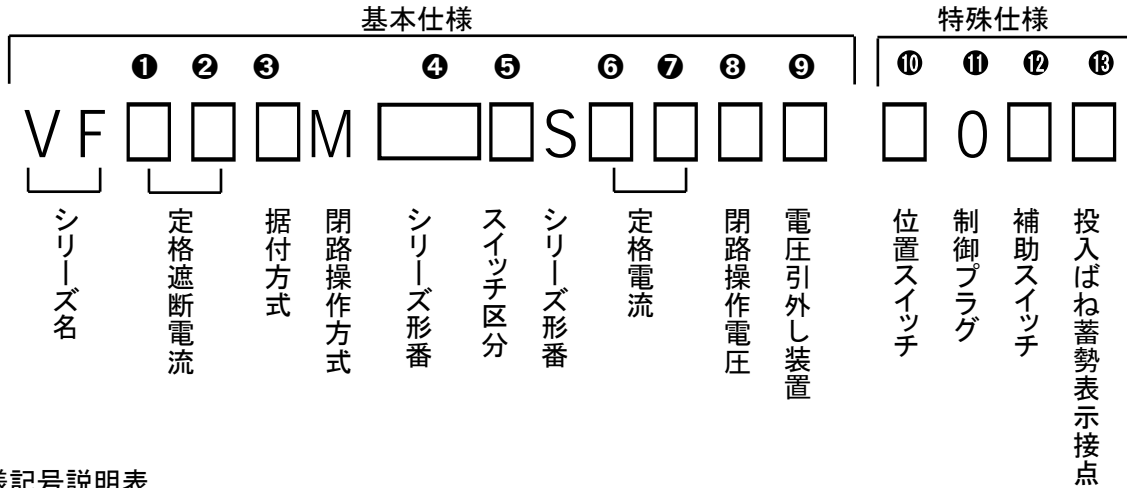 基本仕様 特殊仕様
❶ ❷ ❸ ❹ ❺ ❻ ❼ ❽ ❾ ❿ ⓫ ⓬ ⓭
VF□□□M□□S□□□□ □0□□
シリーズ名
定格遮断電流
据付方式
閉路操作方式
シリーズ形番
スイッチ区分
シリーズ形番
定格電流
閉路操作電圧
電圧引外し装置
位置スイッチ
制御プラグ
補助スイッチ
投入ばね蓄勢表示接点
記号説明表